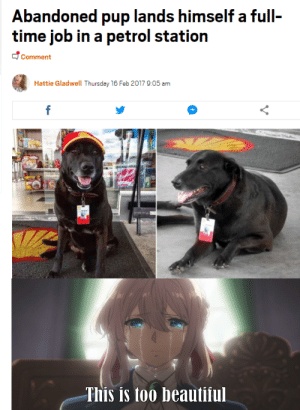 Abandoned pup lands himself a full-
time job in a petrol station
Comment
Hattie Gladwell Thursday 16 Feb 2017 9:05 am
f
This is too beautiful